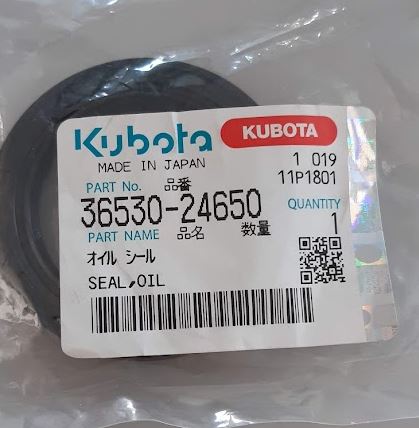 Kubota KUBOTA
MADE IN JAPAN 1 019
PART No. 品番 11P1801
36530-24650 QUANTITY
PART NAME 品名 数量 1
オイル シール
SEAL,OIL